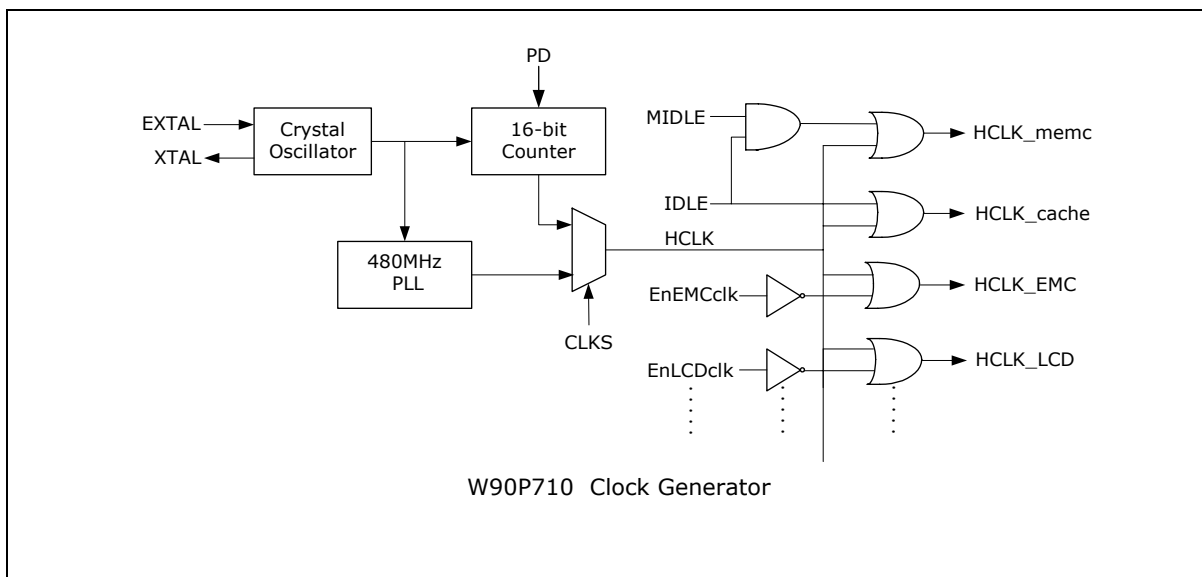 PD
EXTAL
XTAL
Crystal
Oscillator
16-bit
Counter
MIDLE
HCLK_memc
IDLE
HCLK_cache
HCLK
480MHz
PLL
EnEMCclk
HCLK_EMC
CLKS
EnLCDclk
HCLK_LCD
W90P710 Clock Generator